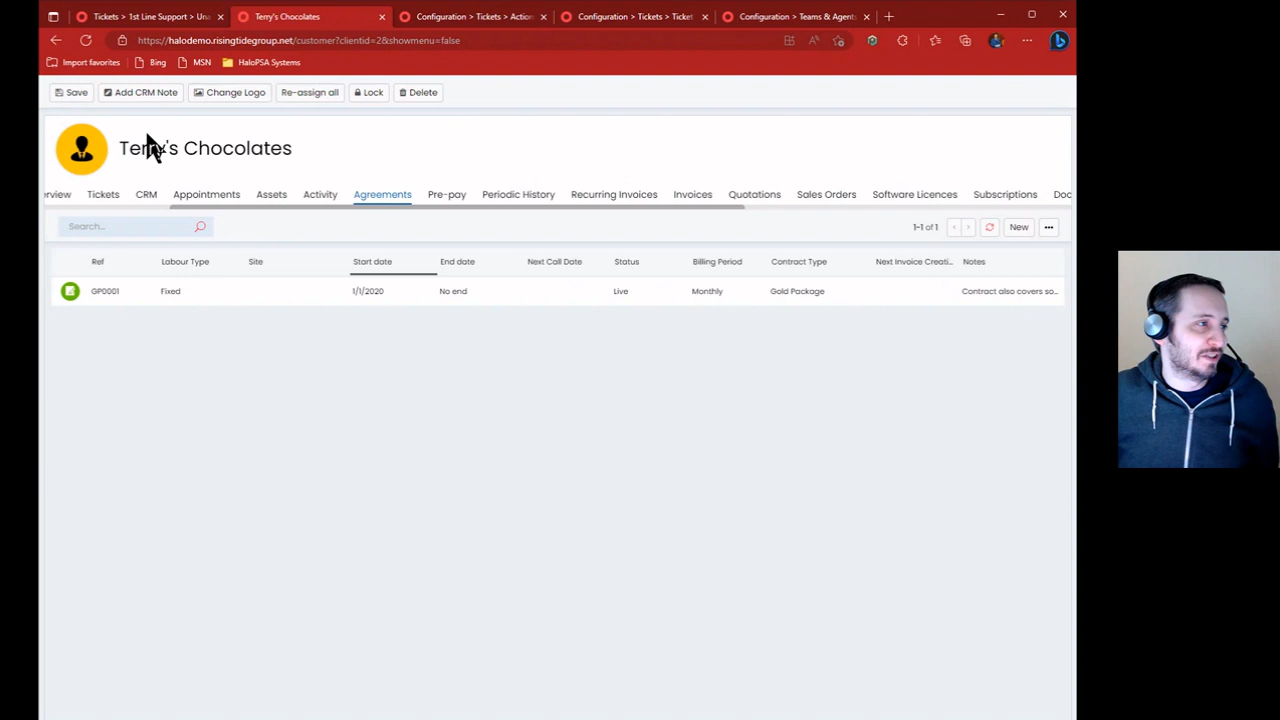 Tickets > 1st Line Support > Una
Terry's Chocolates
Configuration > Tickets > Action
Configuration > Tickets > Ticket
Configuration > Teams & Agents
https://halodemo.risingtidegroup.net/customer?clientid=2&showmenu=false
Import favorites
Bing
MSN
HaloPSA Systems
Save
Add CRM Note
Change Logo
Re-assign all
Lock
Delete
Terry's Chocolates
erview Tickets CRM Appointments Assets Activity Agreements Pre-pay Periodic History Recurring Invoices Invoices Quotations Sales Orders Software Licences Subscriptions Doc
Search...
1-1 of 1
New
Ref Labour Type Site Start date End date Next Call Date Status Billing Period Contract Type Next Invoice Creati... Notes
GP0001 Fixed 1/1/2020 No end Live Monthly Gold Package Contract also covers so...